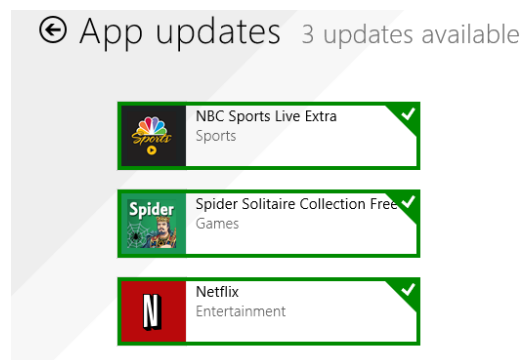 App updates 3 updates available
NBC Sports Live Extra
Sports
Sports
Spider Solitaire Collection Free
Spider
Games
Netflix
N
Entertainment